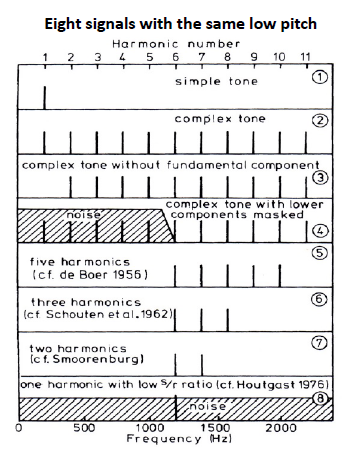 Eight signals with the same low pitch
Harmonic number
1 2 3 4 5 6 7 8 9 10 11
simple tone
1
complex tone
2
complex tone without fundamental component
3
complex tone with lower
noise
components masked
4
five harmonics
5
(cf. de Boer 1956)
three harmonics
6
(cf. Schouten et al. 1962)
two harmonics
7
(cf. Smoorenburg)
one harmonic with low s/r ratio (cf. Houtgast 1976)
8
noise
0 500 1000 1500 2000
Frequency (Hz)